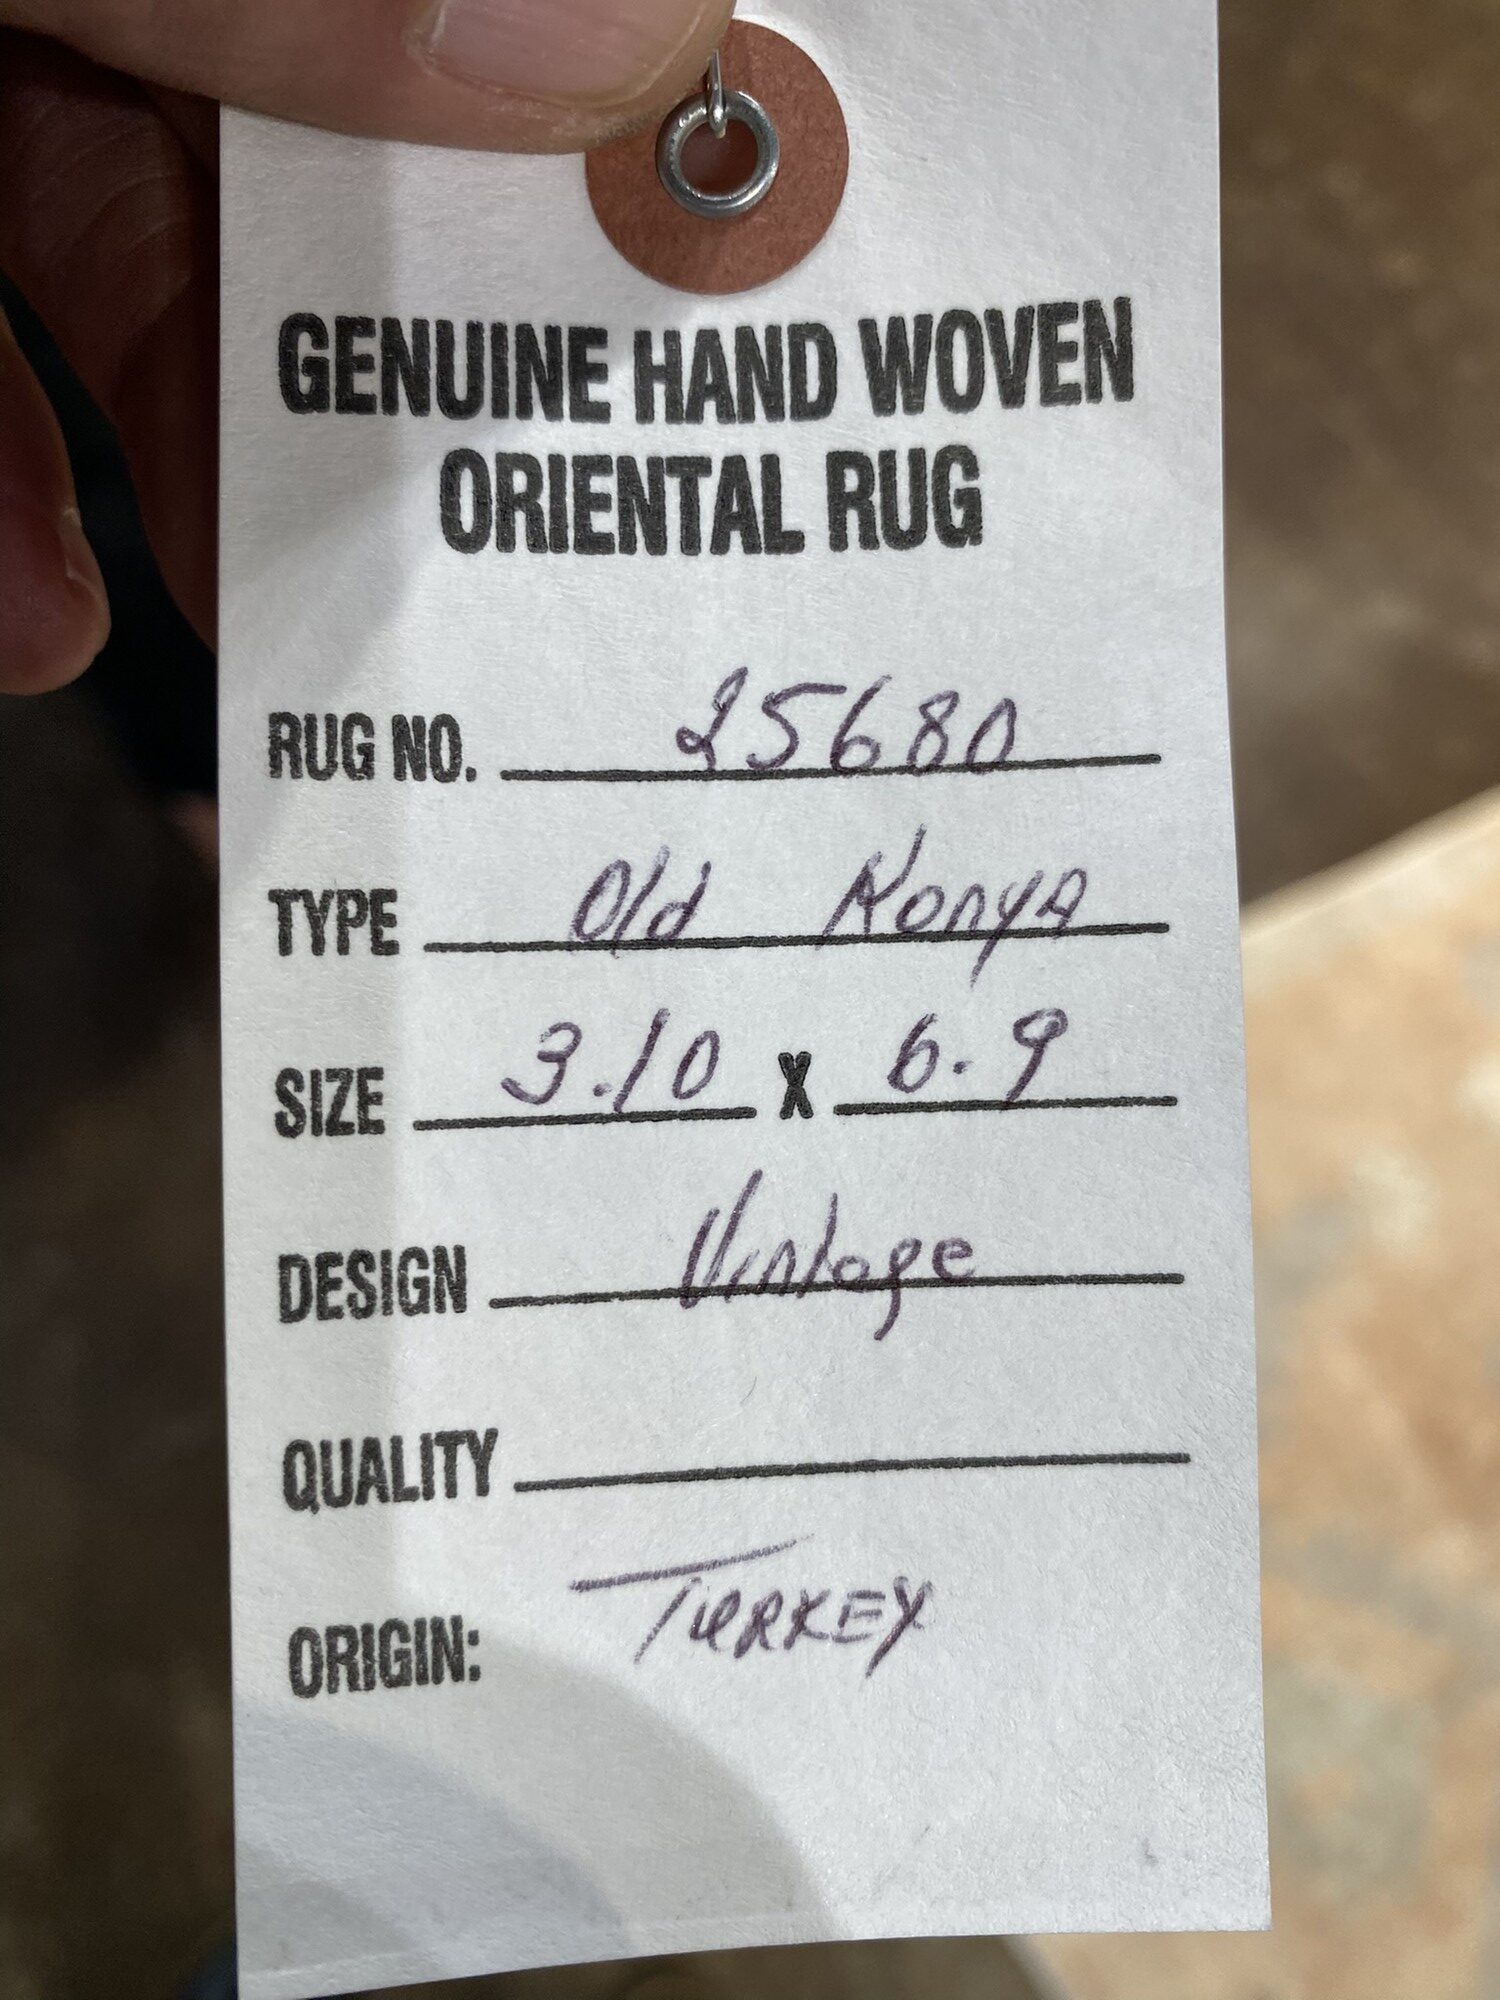 GENUINE HAND WOVEN
ORIENTAL RUG
RUG NO. 25680
TYPE Old Konya
SIZE 3.10 X 6.9
DESIGN Vintage
QUALITY
ORIGIN: TURKEY